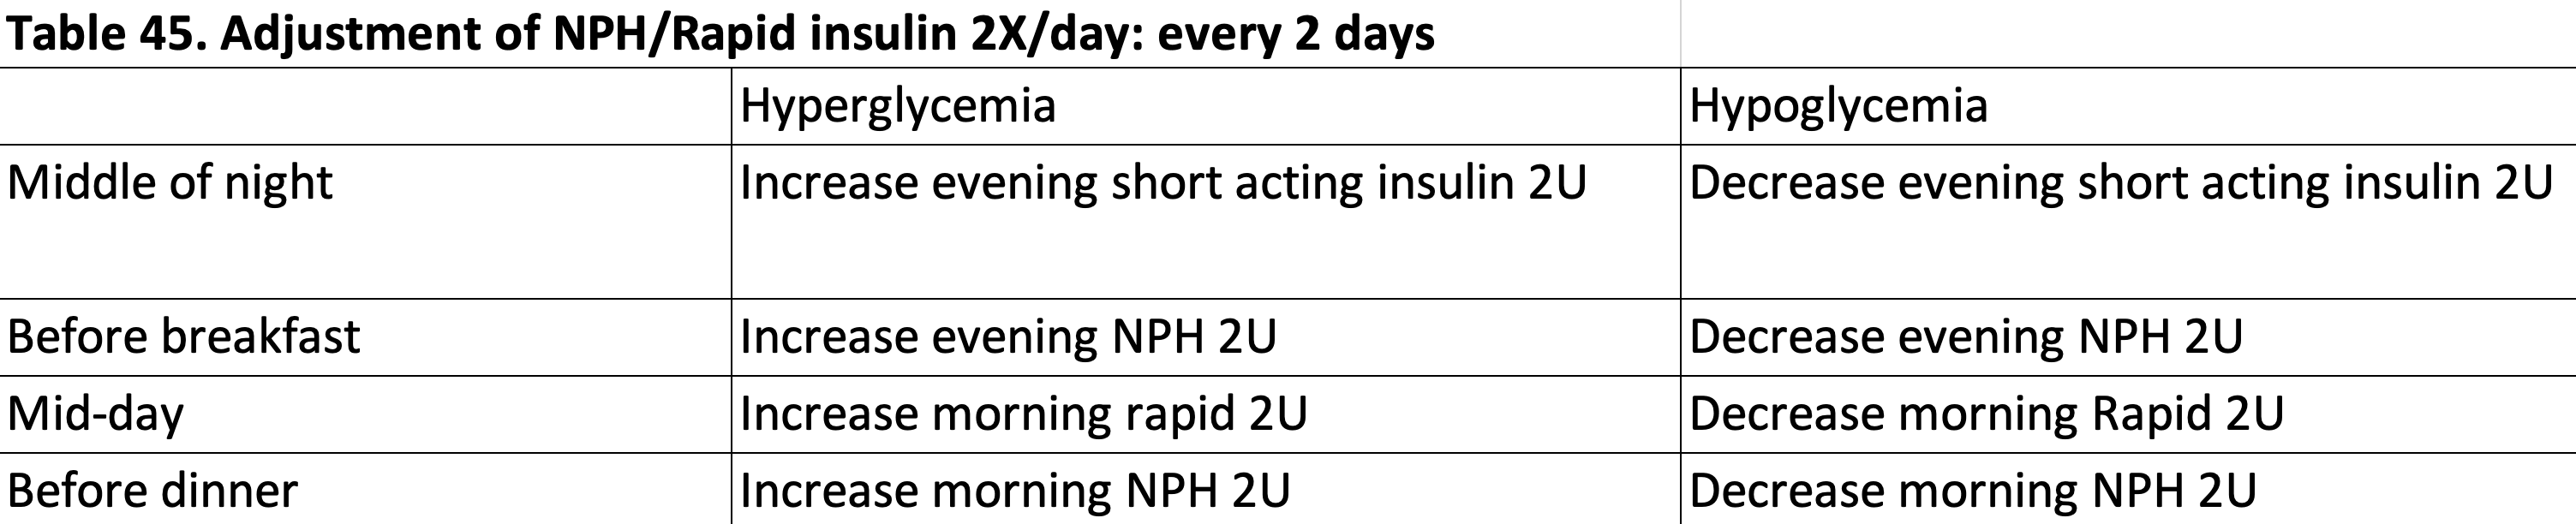 Table 45. Adjustment of NPH/Rapid insulin 2X/day: every 2 days
Hyperglycemia Hypoglycemia
Middle of night Increase evening short acting insulin 2U Decrease evening short acting insulin 2U
Before breakfast Increase evening NPH 2U Decrease evening NPH 2U
Mid-day Increase morning rapid 2U Decrease morning Rapid 2U
Before dinner Increase morning NPH 2U Decrease morning NPH 2U